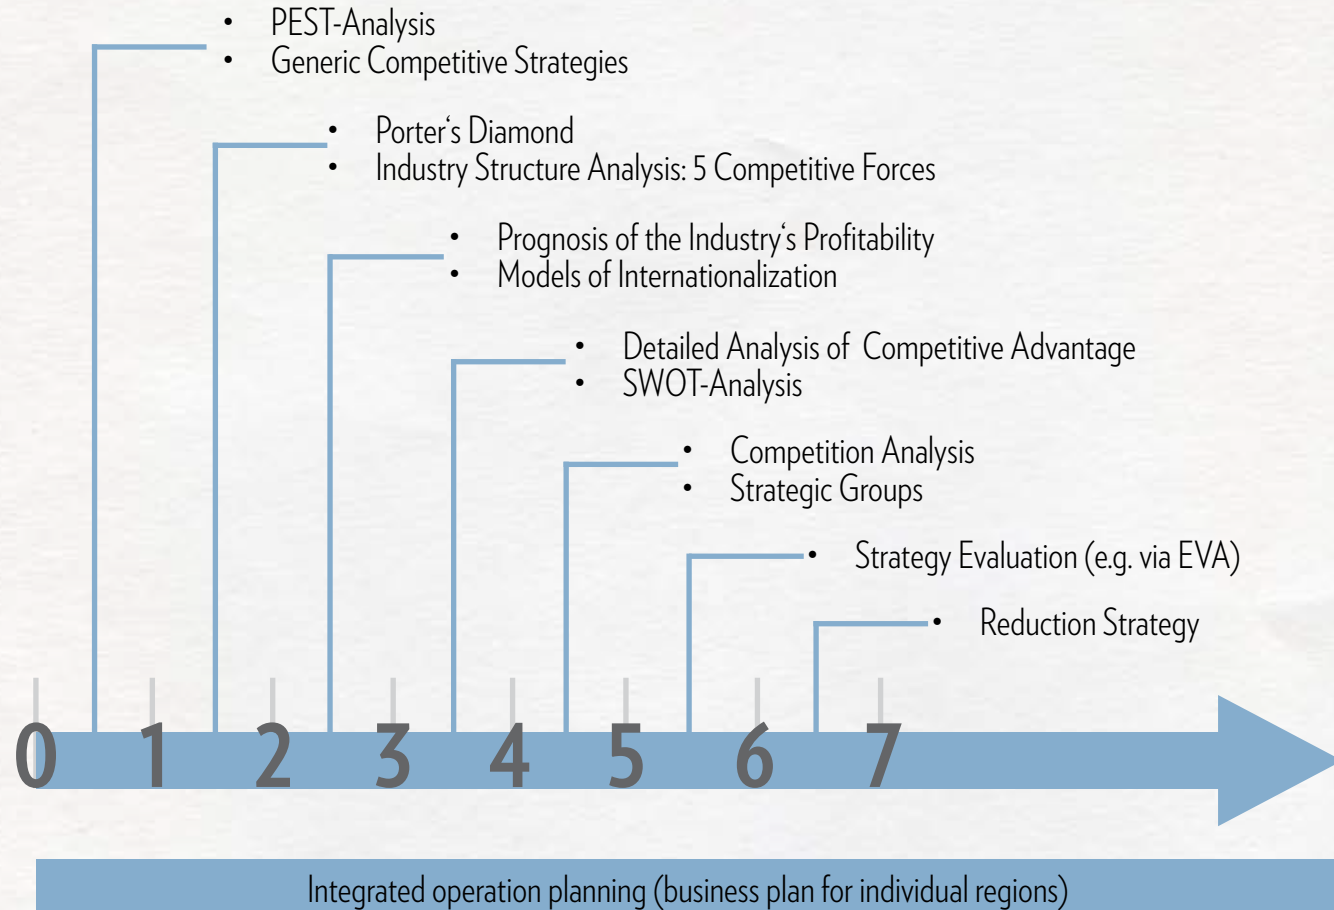 • PEST-Analysis
• Generic Competitive Strategies
• Porter‘s Diamond
• Industry Structure Analysis: 5 Competitive Forces
• Prognosis of the Industry‘s Profitability
• Models of Internationalization
• Detailed Analysis of Competitive Advantage
• SWOT-Analysis
• Competition Analysis
• Strategic Groups
• Strategy Evaluation (e.g. via EVA)
• Reduction Strategy
0 1 2 3 4 5 6 7
Integrated operation planning (business plan for individual regions)